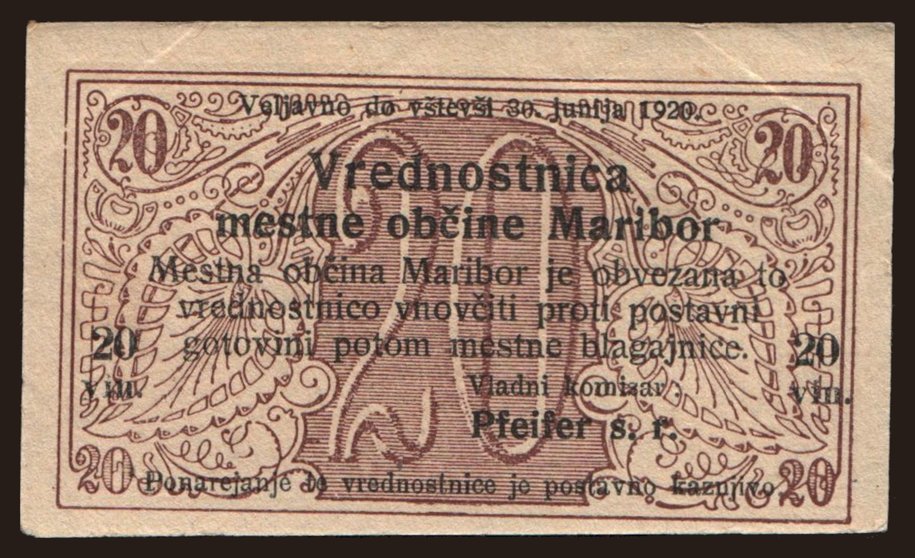 20 Veljavno do vštevši 30. junija 1920. 20
Vrednostnica
mestne občine Maribor
Mestna občina Maribor je obvezana to
vrednostnico vnovčiti proti postavni
20 gotovini potom mestne blagajnice. 20
vin. Vladni komisar: vin.
Pfeifer s. r.
20 Ponarejanje te vrednostnice je postavno kaznjivo. 20
20